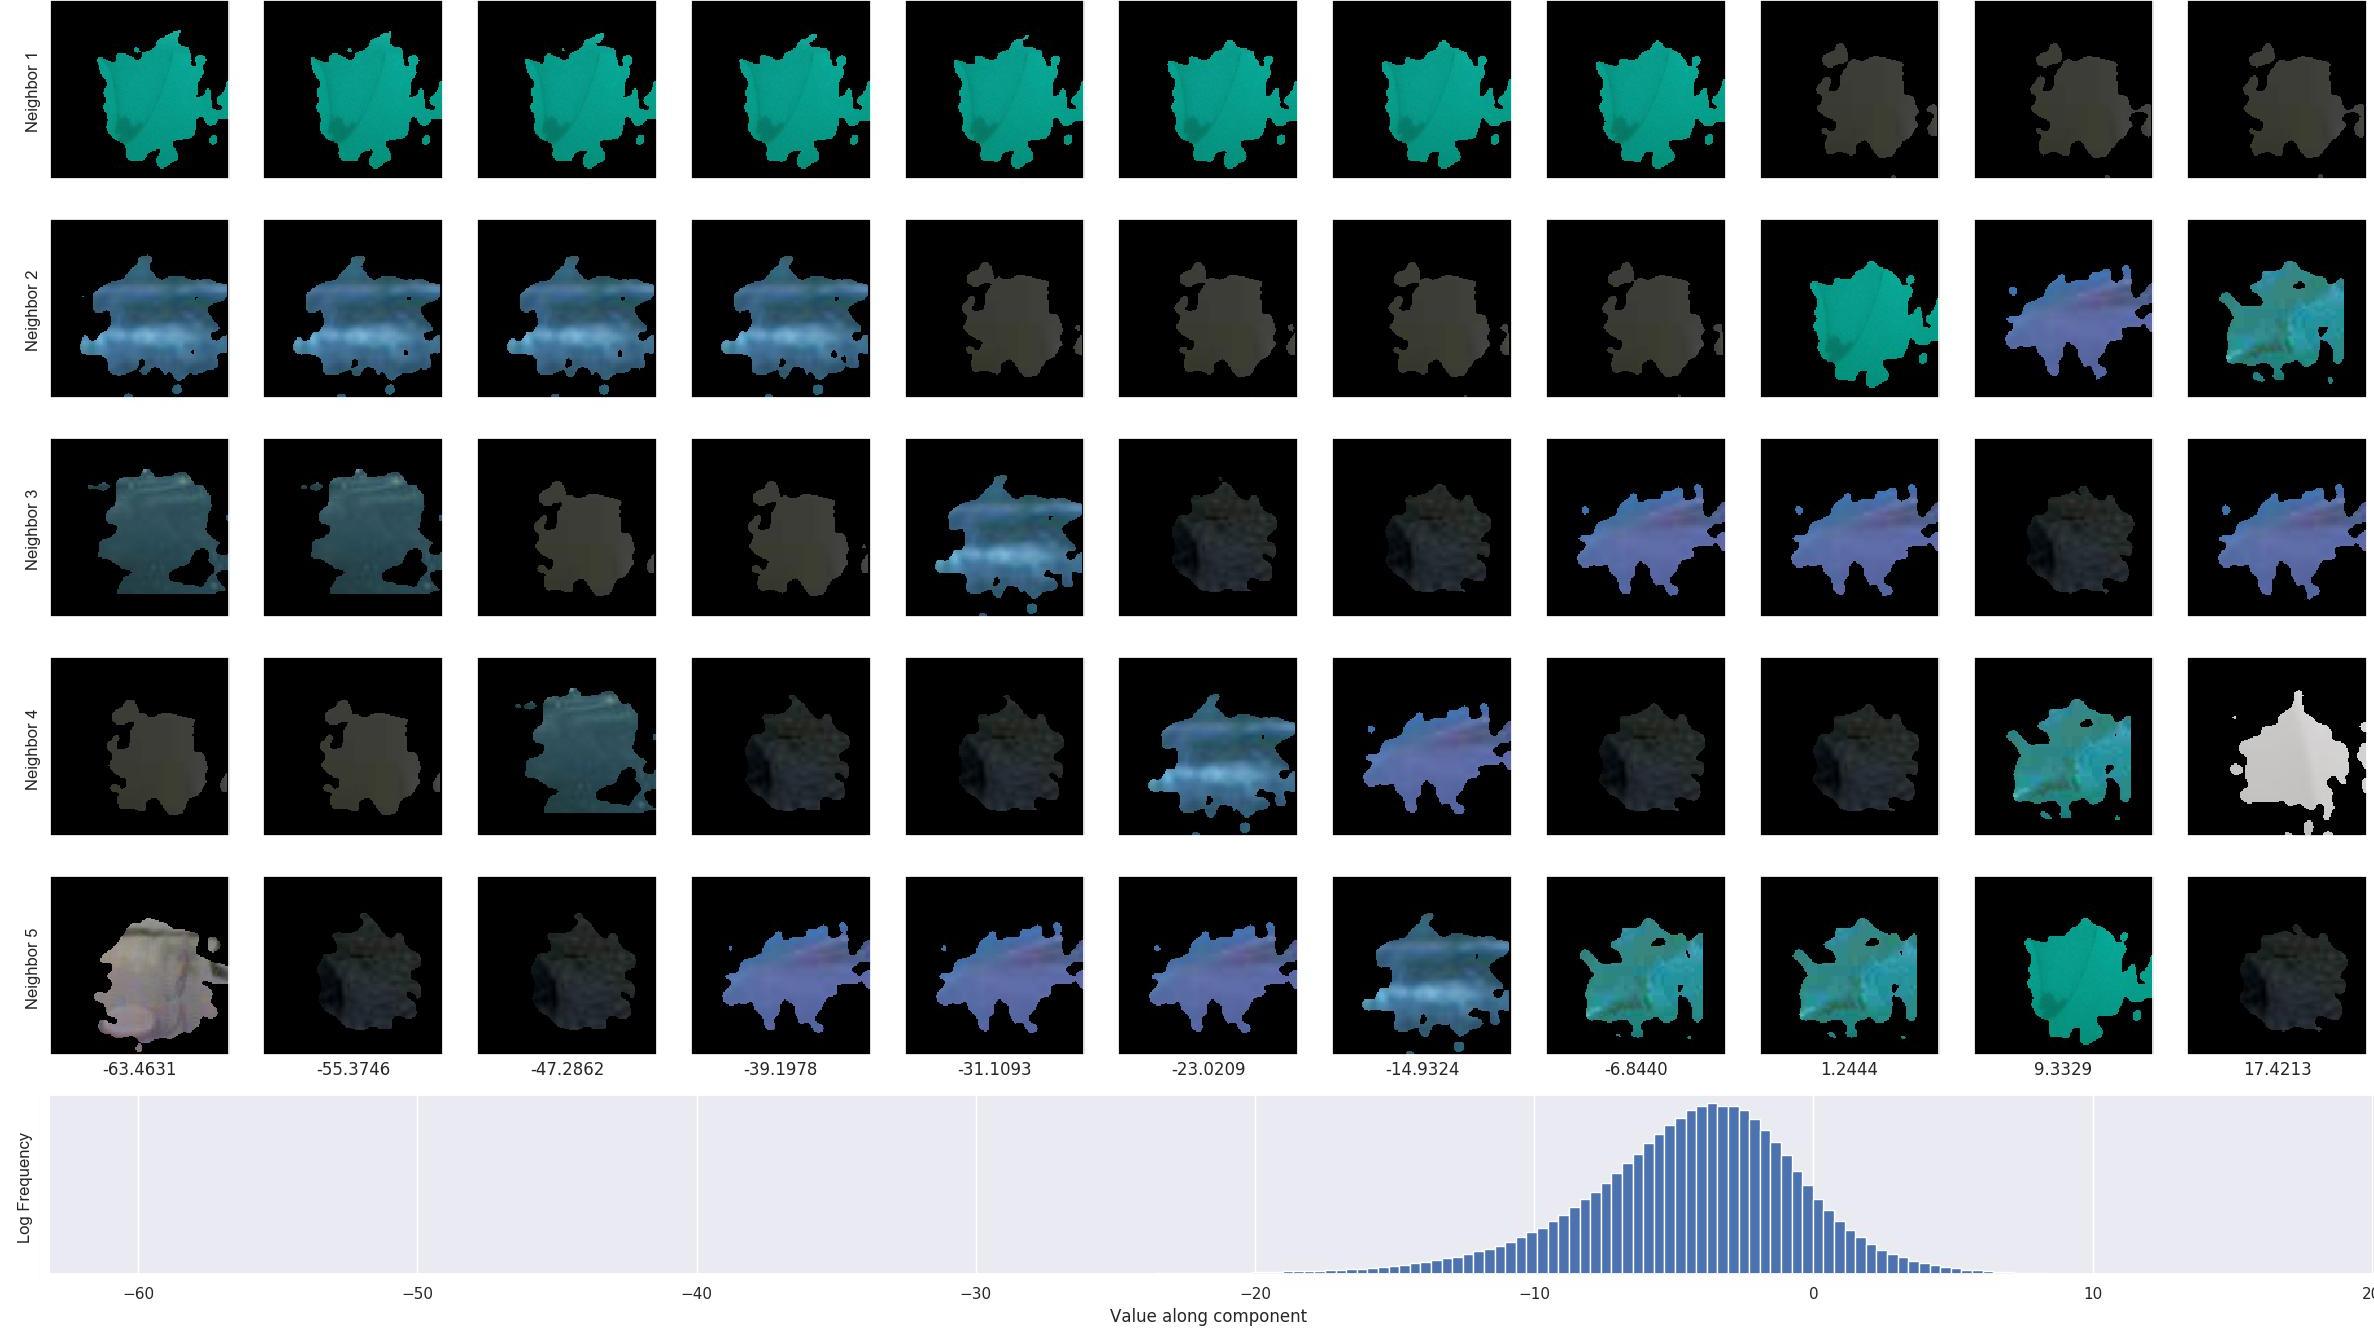 Neighbor 1
Neighbor 2
Neighbor 3
Neighbor 4
Neighbor 5
-63.4631 -55.3746 -47.2862 -39.1978 -31.1093 -23.0209 -14.9324 -6.8440 1.2444 9.3329 17.4213
Log Frequency
−60 −50 −40 −30 −20 −10 0 10
Value along component